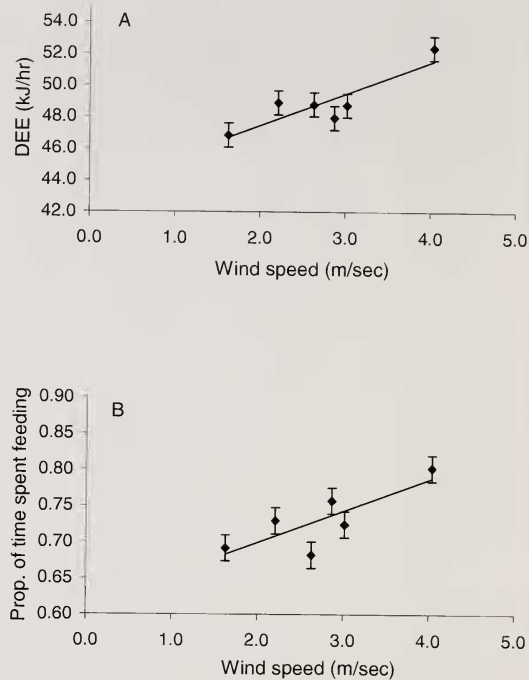 A
DEE (kJ/hr)
54.0
52.0
50.0
48.0
46.0
44.0
42.0
0.0 1.0 2.0 3.0 4.0 5.0
Wind speed (m/sec)
B
Prop. of time spent feeding
0.90
0.85
0.80
0.75
0.70
0.65
0.60
0.0 1.0 2.0 3.0 4.0 5.0
Wind speed (m/sec)